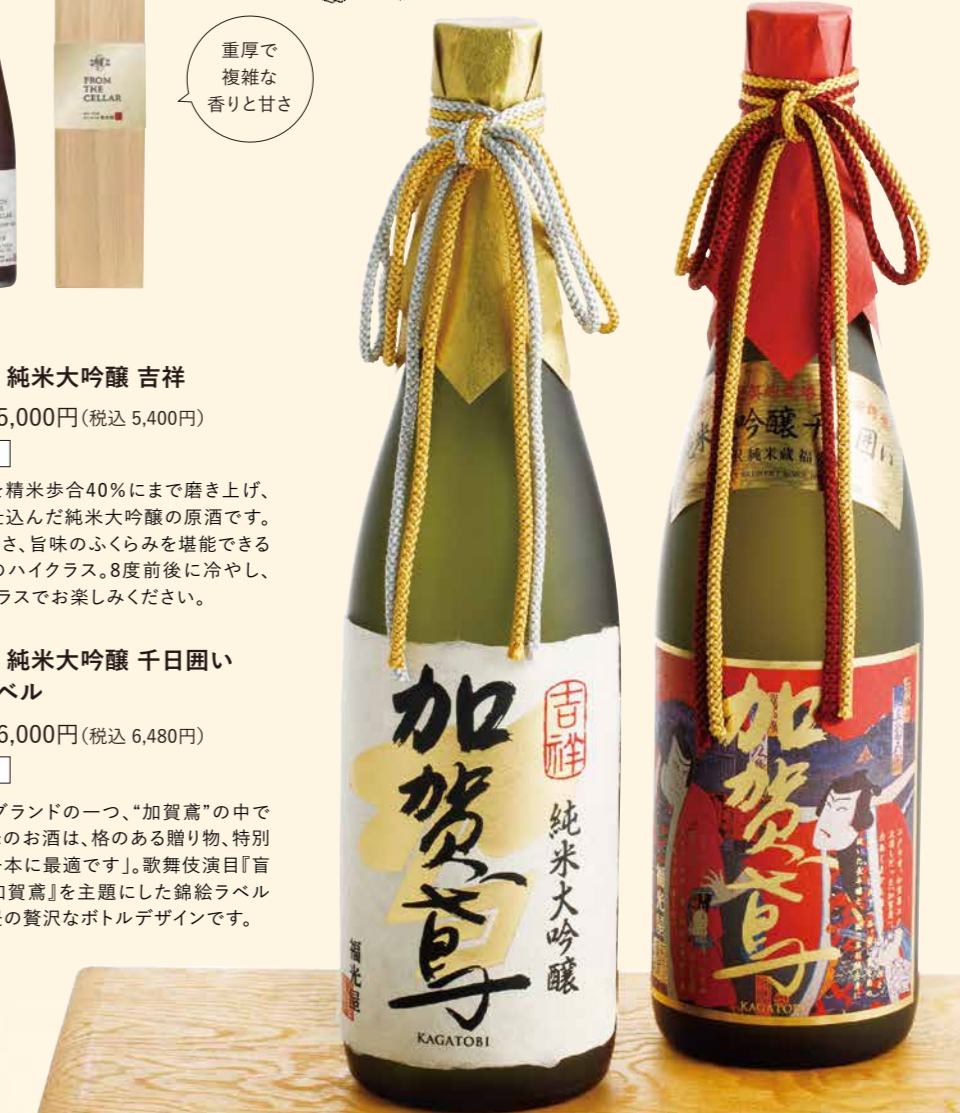 重厚で
複雑な
香りと甘さ
FROM
THE
CELLAR
純米大吟醸 吉祥
5,000円(税込 5,400円)
精米歩合40%にまで磨き上げ、
込んだ純米大吟醸の原酒です。
さ、旨味のふくらみを堪能できる
のハイクラス。8度前後に冷やし、
ラスでお楽しみください。
純米大吟醸 千日囲い
ベル
6,000円(税込 6,480円)
ブランドの一つ、“加賀鳶”の中で
のお酒は、格のある贈り物、特別
本に最適です」。歌舞伎演目『盲
加賀鳶』を主題にした錦絵ラベル
の贅沢なボトルデザインです。
加賀鳶
吉祥
純米大吟醸
福光屋
KAGATOBI
米吟醸千囲い
純米蔵 福
加賀鳶
KAGATOBI